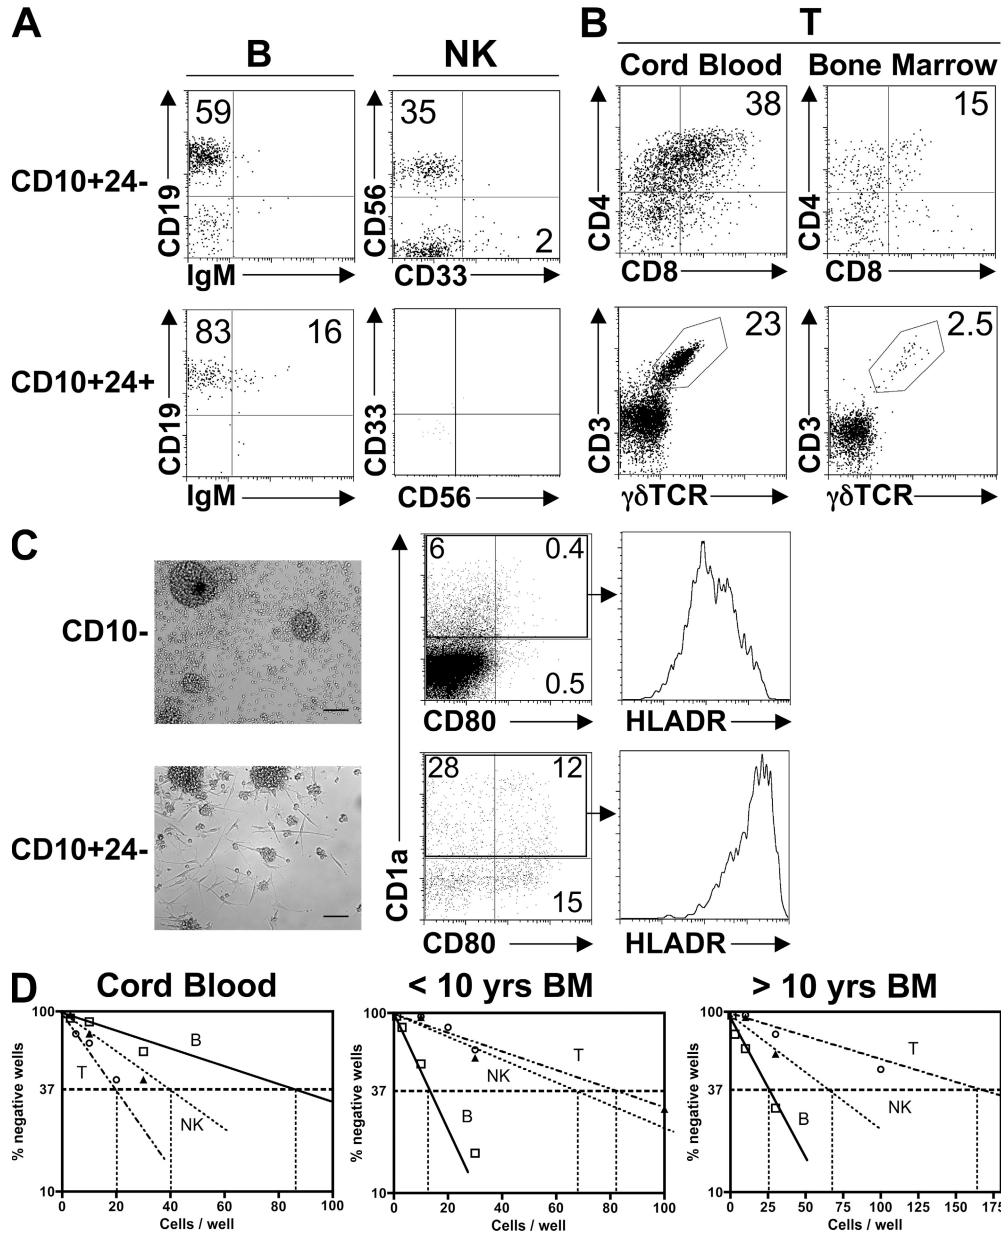 A
B
NK
CD10+24-
59
CD19
IgM
35
2
CD56
CD33
CD10+24+
83
16
CD19
IgM
CD33
CD56
B
T
Cord Blood
Bone Marrow
38
15
CD4
CD8
CD4
CD8
23
2.5
CD3
γδTCR
CD3
γδTCR
C
CD10-
6
0.4
0.5
CD80
HLADR
CD10+24-
28
12
15
CD1a
CD80
HLADR
D
Cord Blood
100
37
10
% negative wells
B
T
NK
0
20
40
60
80
100
Cells / well
< 10 yrs BM
100
37
10
% negative wells
T
NK
B
0
20
40
60
80
100
Cells / well
> 10 yrs BM
100
37
10
% negative wells
T
NK
B
0
25
50
75
100
125
150
175
Cells / well